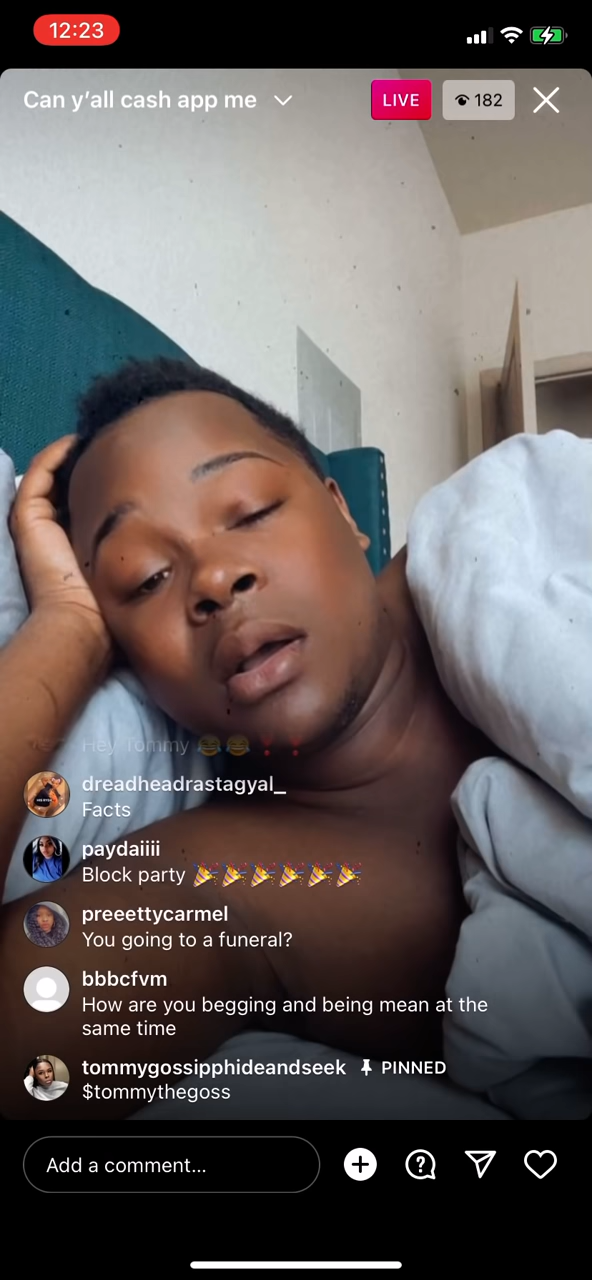 12:23
Can y’all cash app me
LIVE
182
Hey Tommy 😂😂❗❗
dreadheadrastagyal_
Facts
paydaiiii
Block party 🎉🎉🎉🎉🎉🎉
preeettycarmel
You going to a funeral?
bbbcfvm
How are you begging and being mean at the
same time
tommygossipphideandseek PINNED
$tommythegoss
Add a comment...